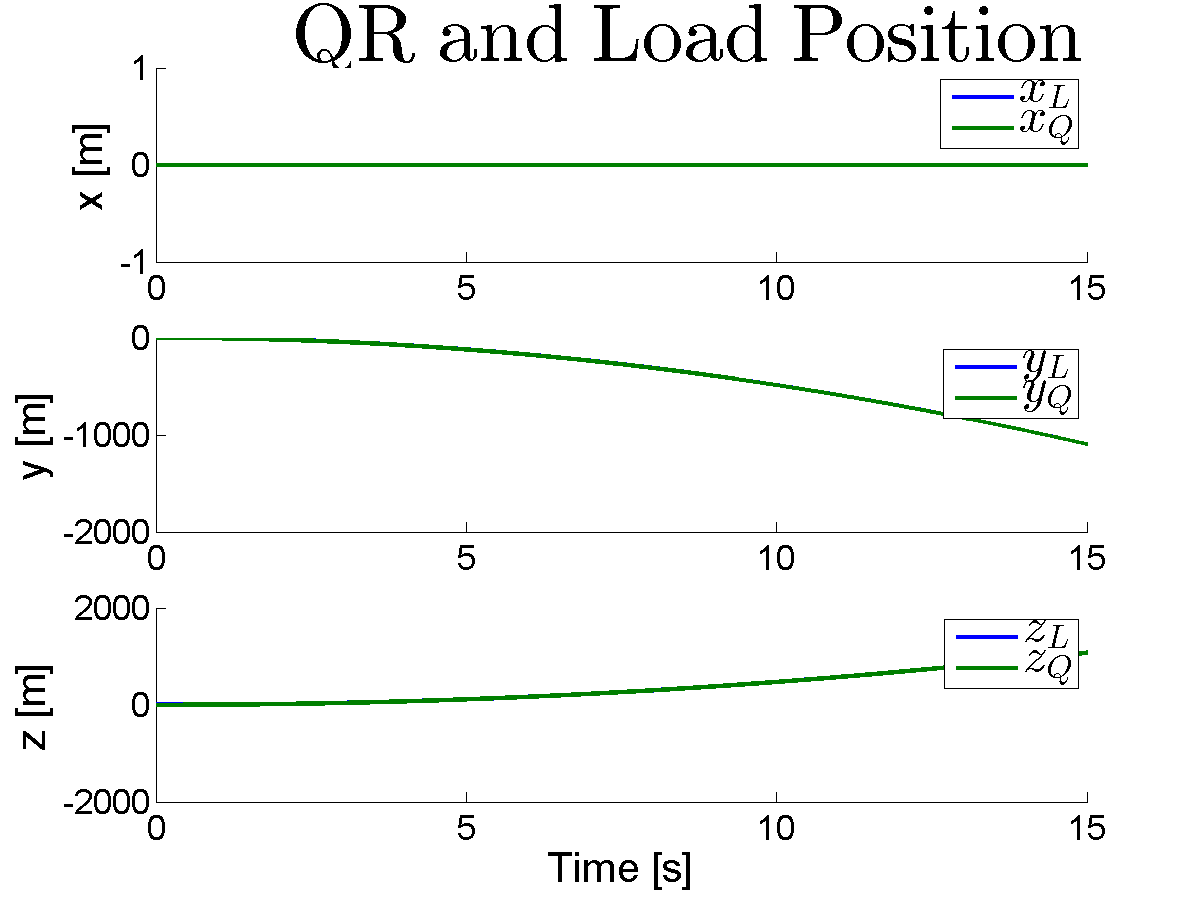 QR and Load Position
1
0
-1
x [m]
x_L
x_Q
0 5 10 15
0
-1000
-2000
y [m]
y_L
y_Q
0 5 10 15
2000
0
-2000
z [m]
z_L
z_Q
0 5 10 15
Time [s]